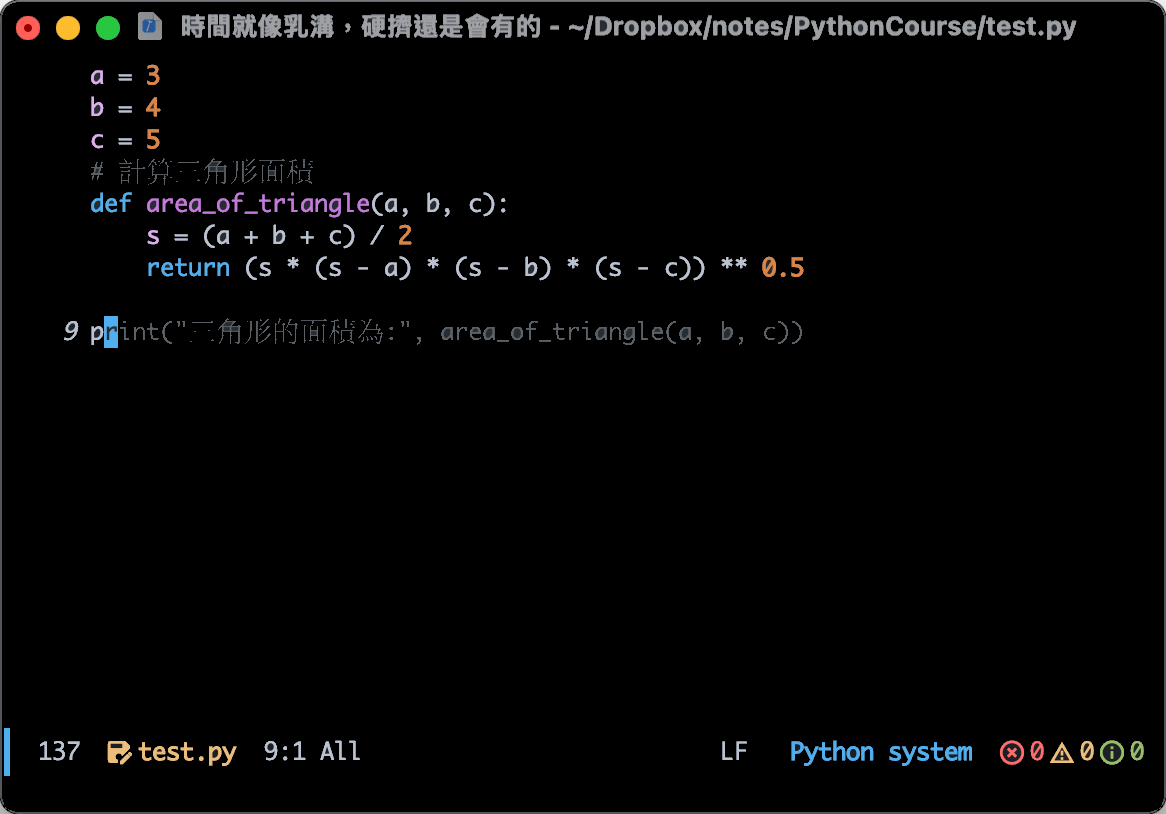 時間就像乳溝，硬擠還是會有的 - ~/Dropbox/notes/PythonCourse/test.py
a = 3
b = 4
c = 5
# 計算三角形面積
def area_of_triangle(a, b, c):
    s = (a + b + c) / 2
    return (s * (s - a) * (s - b) * (s - c)) ** 0.5
9 print("三角形的面積為:", area_of_triangle(a, b, c))
137 test.py 9:1 All LF Python system 0 0 0